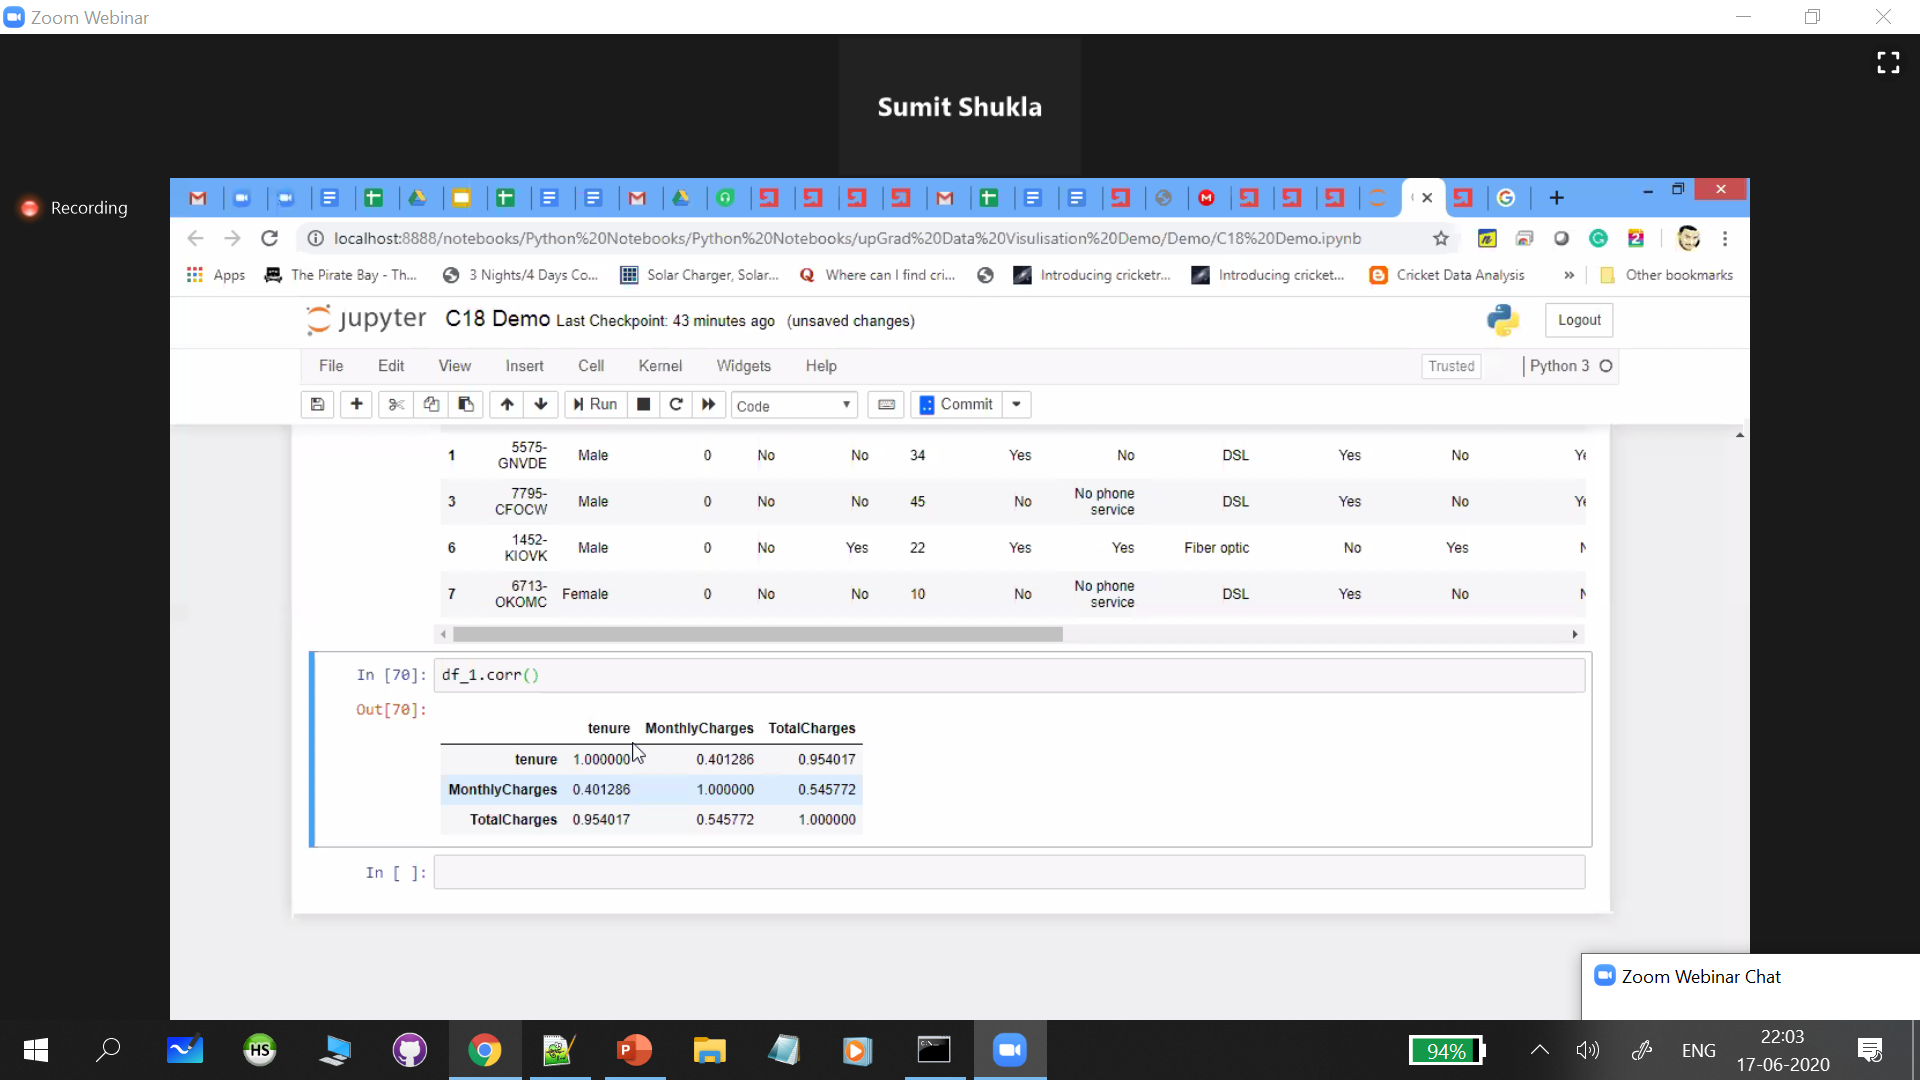 Zoom Webinar
Sumit Shukla
Recording
localhost:8888/notebooks/Python%20Notebooks/Python%20Notebooks/upGrad%20Data%20Visulisation%20Demo/Demo/C18%20Demo.ipynb
Apps The Pirate Bay - Th... 3 Nights/4 Days Co... Solar Charger, Solar... Where can I find cri... Introducing cricketr... Introducing cricket... Cricket Data Analysis » Other bookmarks
jupyter C18 Demo Last Checkpoint: 43 minutes ago (unsaved changes) Logout
File Edit View Insert Cell Kernel Widgets Help Trusted Python 3
Run Code Commit
1 5575-GNVDE Male 0 No No 34 Yes No DSL Yes No Ye
3 7795-CFOCW Male 0 No No 45 No No phone service DSL Yes No Ye
6 1452-KIOVK Male 0 No Yes 22 Yes Yes Fiber optic No Yes N
7 6713-OKOMC Female 0 No No 10 No No phone service DSL Yes No N
In [70]: df_1.corr()
Out[70]:
tenure MonthlyCharges TotalCharges
tenure 1.000000 0.401286 0.954017
MonthlyCharges 0.401286 1.000000 0.545772
TotalCharges 0.954017 0.545772 1.000000
In [ ]:
Zoom Webinar Chat
HS
94%
ENG
22:03
17-06-2020